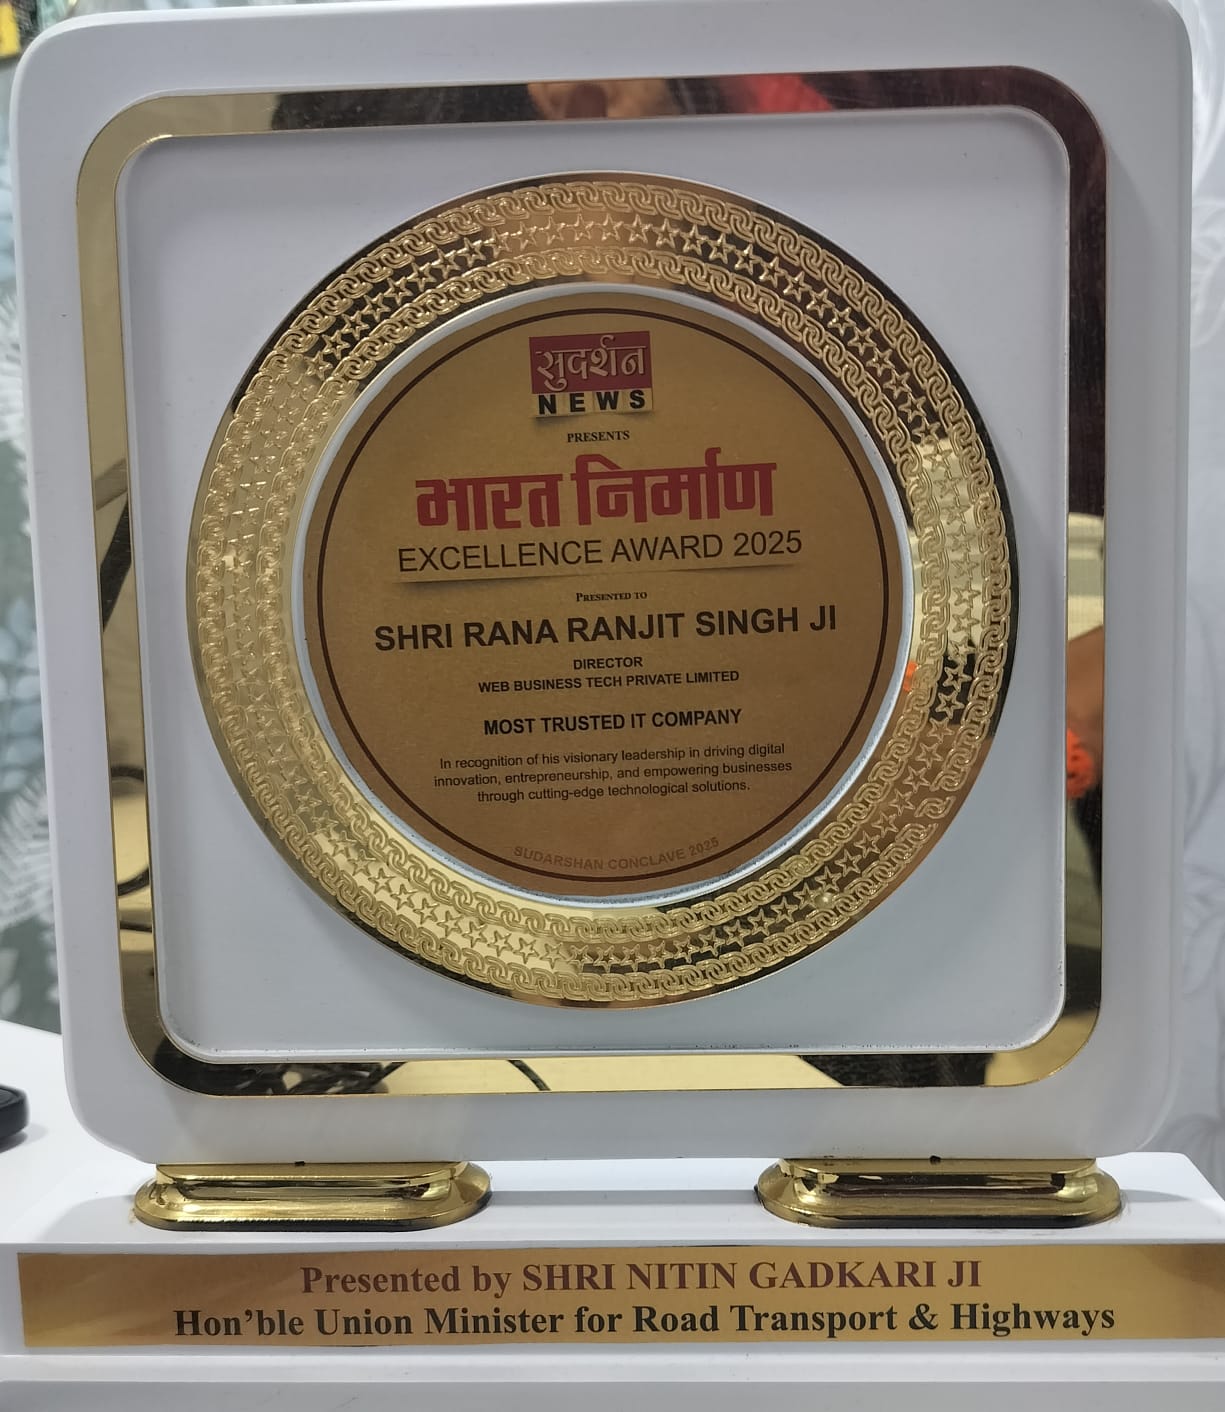 सुदर्शन
NEWS
PRESENTS
भारत निर्माण
EXCELLENCE AWARD 2025
PRESENTED TO
SHRI RANA RANJIT SINGH JI
DIRECTOR
WEB BUSINESS TECH PRIVATE LIMITED
MOST TRUSTED IT COMPANY
In recognition of his visionary leadership in driving digital
innovation, entrepreneurship, and empowering businesses
through cutting-edge technological solutions.
SUDARSHAN CONCLAVE 2025
Presented by SHRI NITIN GADKARI JI
Hon'ble Union Minister for Road Transport & Highways